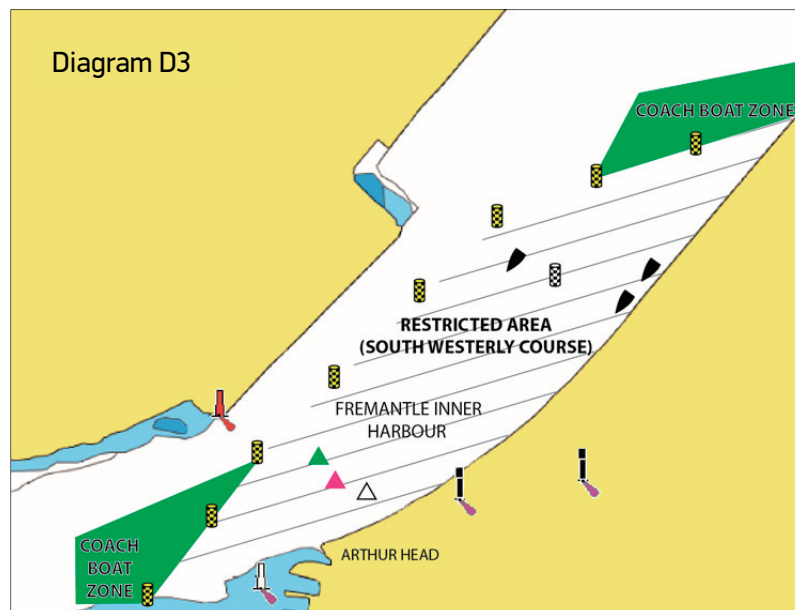 Diagram D3
COACH BOAT ZONE
RESTRICTED AREA
(SOUTH WESTERLY COURSE)
FREMANTLE INNER
HARBOUR
COACH
BOAT
ZONE
ARTHUR HEAD